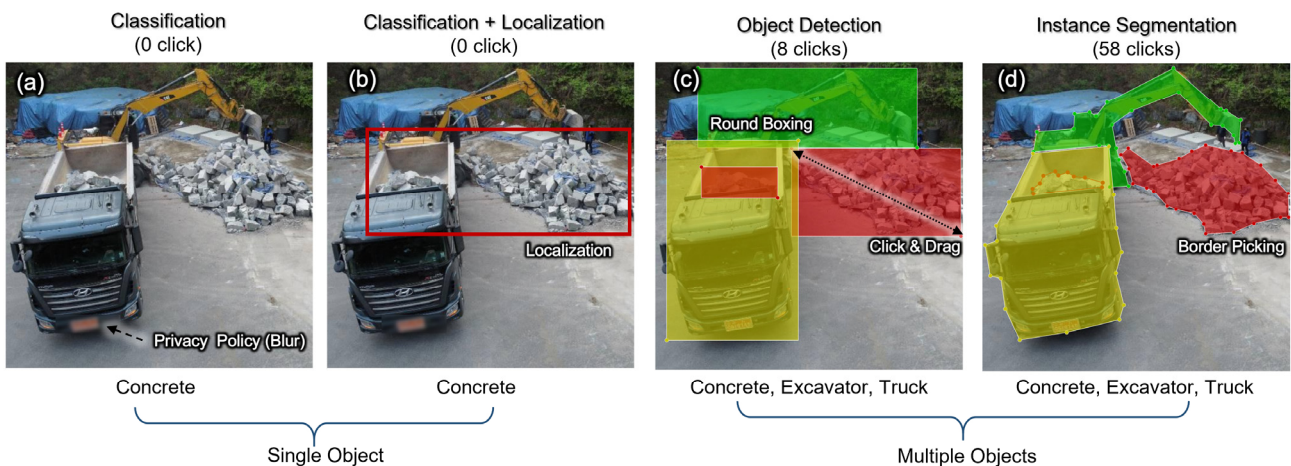 Classification
(0 click)
Classification + Localization
(0 click)
Object Detection
(8 clicks)
Instance Segmentation
(58 clicks)
(a)
Privacy Policy (Blur)
(b)
Localization
(c)
Round Boxing
Click & Drag
(d)
Border Picking
Concrete
Concrete
Concrete, Excavator, Truck
Concrete, Excavator, Truck
Single Object
Multiple Objects